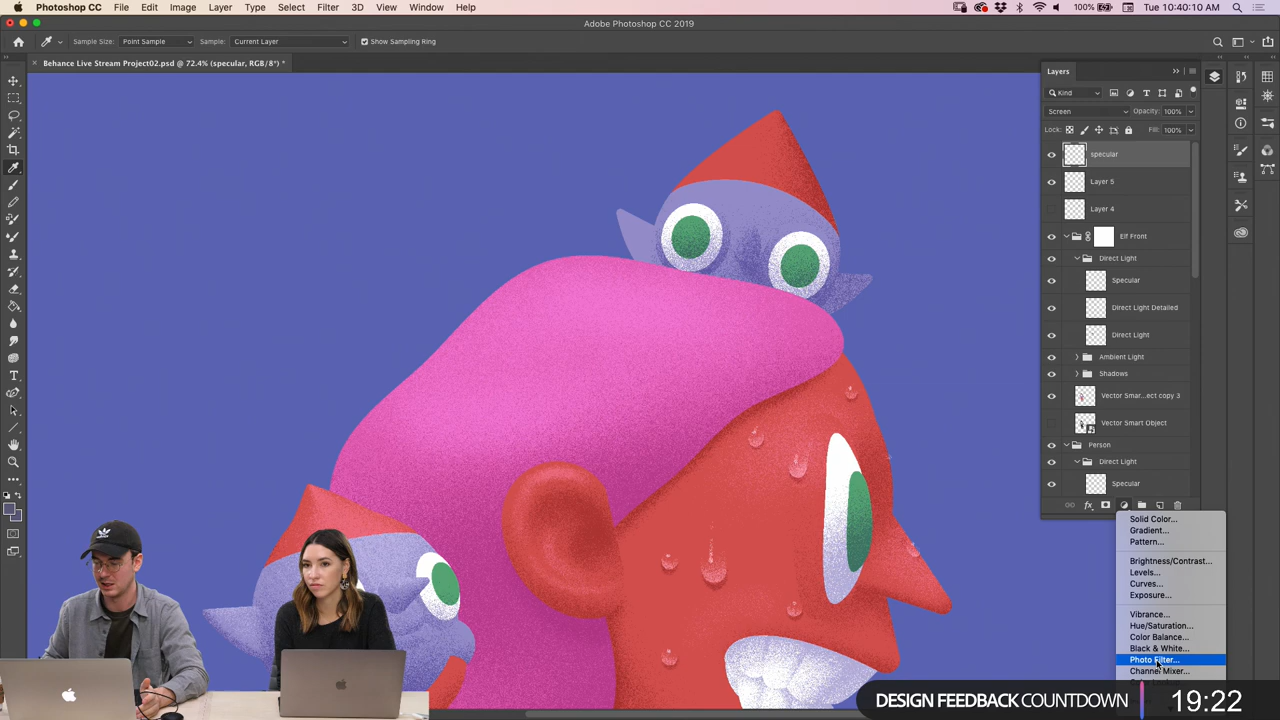 Photoshop CC File Edit Image Layer Type Select Filter 3D View Window Help 100% Tue 10:40:10 AM
Adobe Photoshop CC 2019
Sample Size: Point Sample Sample: Current Layer Show Sampling Ring
Behance Live Stream Project02.psd @ 72.4% (specular, RGB/8*) *
Layers
Kind
Screen Opacity: 100%
Lock: Fill: 100%
specular
Layer 5
Layer 4
Elf Front
Direct Light
Specular
Direct Light Detailed
Direct Light
Ambient Light
Shadows
Vector Smar...ect copy 3
Vector Smart Object
Person
Direct Light
Specular
fx
Solid Color...
Gradient...
Pattern...
Brightness/Contrast...
Levels...
Curves...
Exposure...
Vibrance...
Hue/Saturation...
Color Balance...
Black & White...
Photo Filter...
Channel Mixer...
DESIGN FEEDBACK COUNTDOWN 19:22